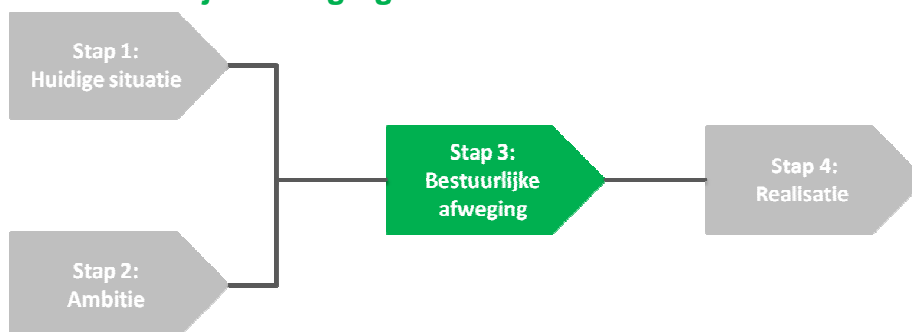 Stap 1:
Huidige situatie
Stap 3:
Bestuurlijke
afweging
Stap 4:
Realisatie
Stap 2:
Ambitie